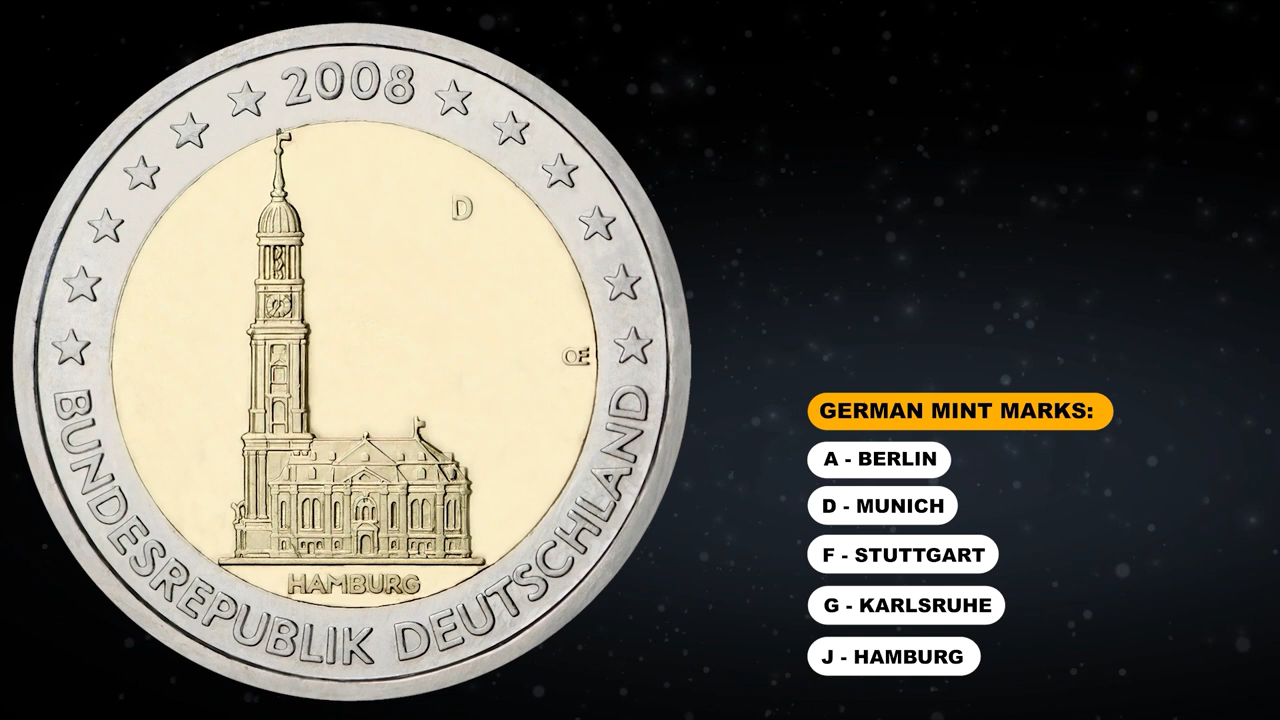 2008
D
Œ
BUNDESREPUBLIK DEUTSCHLAND
HAMBURG
GERMAN MINT MARKS:
A - BERLIN
D - MUNICH
F - STUTTGART
G - KARLSRUHE
J - HAMBURG